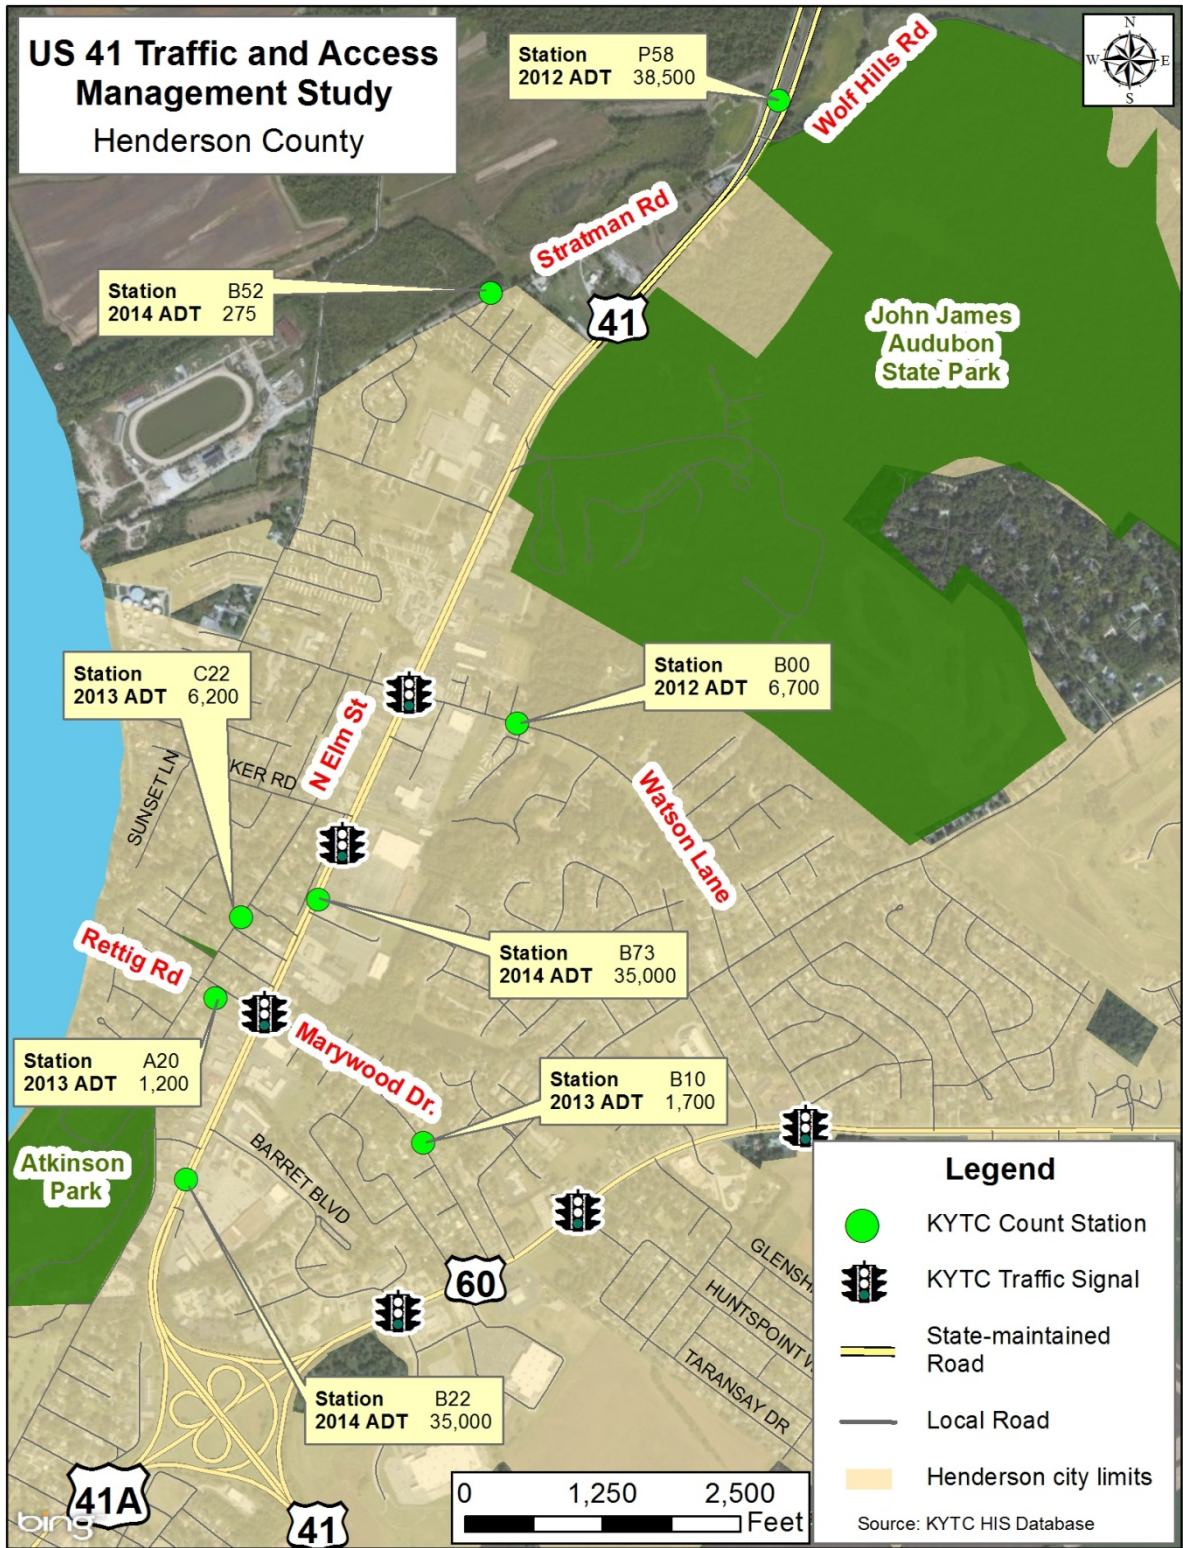 US 41 Traffic and Access
Management Study
Henderson County
Station P58
2012 ADT 38,500
N
W E
S
Wolf Hills Rd
Stratman Rd
Station B52
2014 ADT 275
41
John James
Audubon
State Park
Station C22
2013 ADT 6,200
Station B00
2012 ADT 6,700
N Elm St
KER RD
SUNSET LN
Watson Lane
Rettig Rd
Station B73
2014 ADT 35,000
Marywood Dr.
Station A20
2013 ADT 1,200
Station B10
2013 ADT 1,700
Atkinson
Park
BARRET BLVD
60
GLENSH
HUNTSPOINT W
TARANSAY DR
Station B22
2014 ADT 35,000
41A
41
bing
0 1,250 2,500
Feet
Legend
KYTC Count Station
KYTC Traffic Signal
State-maintained
Road
Local Road
Henderson city limits
Source: KYTC HIS Database